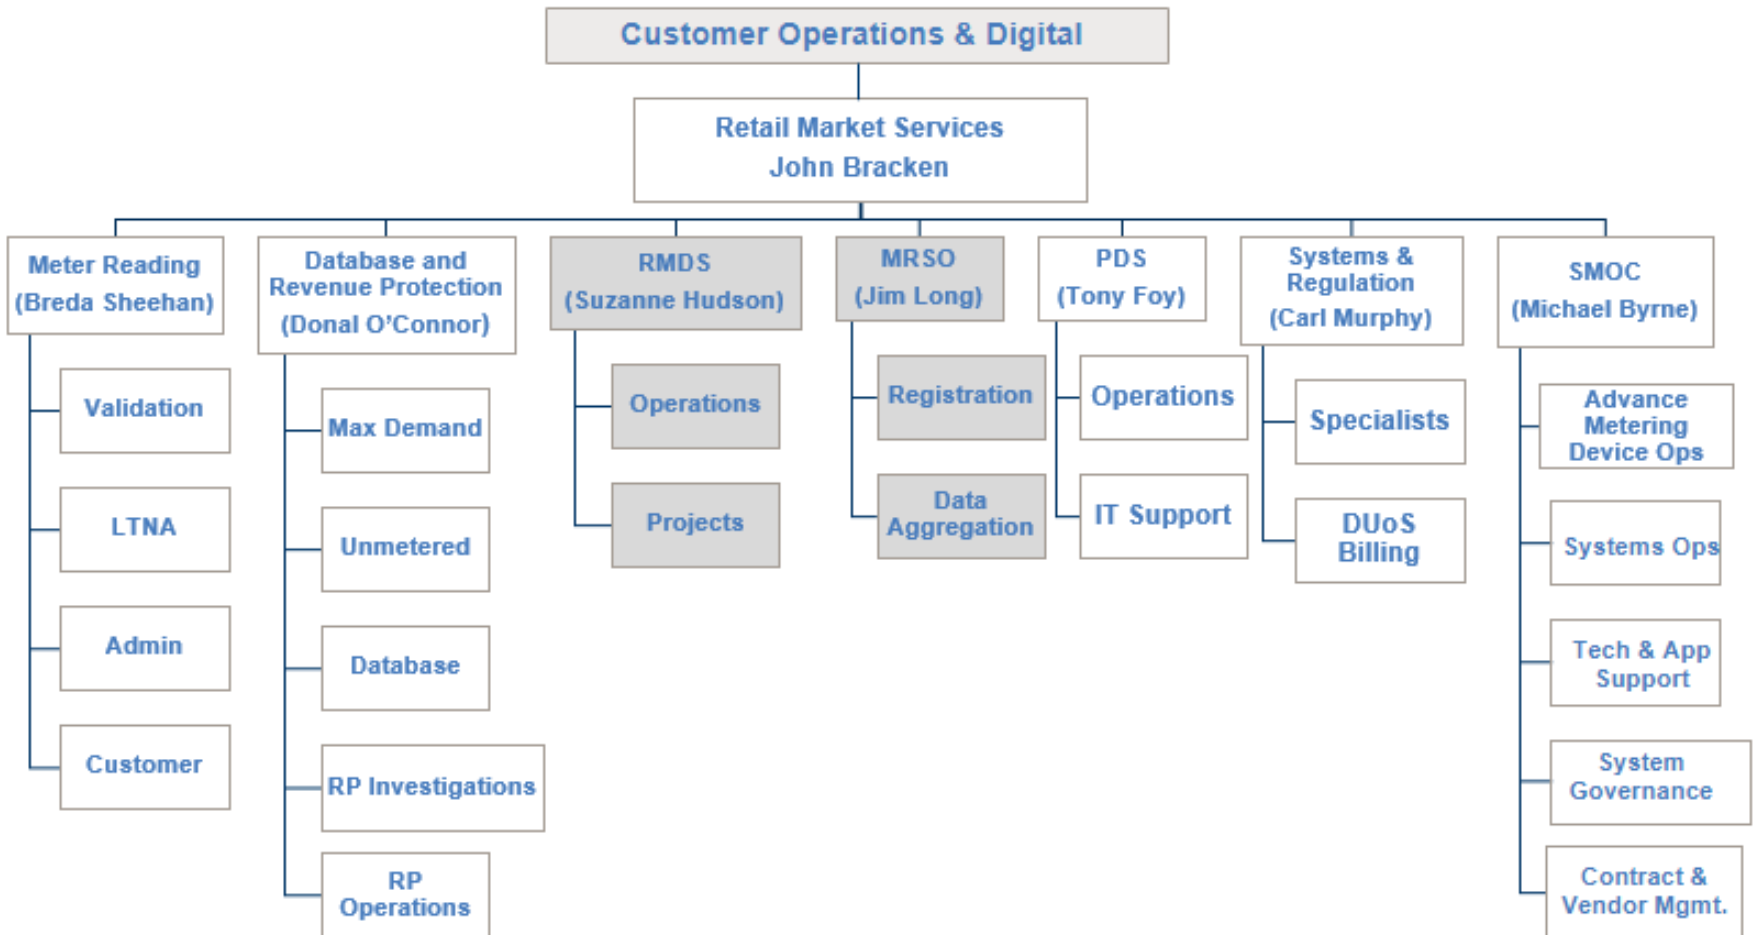 Customer Operations & Digital
Retail Market Services
John Bracken
Meter Reading
(Breda Sheehan)
Validation
LTNA
Admin
Customer
Database and
Revenue Protection
(Donal O'Connor)
Max Demand
Unmetered
Database
RP Investigations
RP
Operations
RMDS
(Suzanne Hudson)
Operations
Projects
MRSO
(Jim Long)
Registration
Data
Aggregation
PDS
(Tony Foy)
Operations
IT Support
Systems &
Regulation
(Carl Murphy)
Specialists
DUoS
Billing
SMOC
(Michael Byrne)
Advance
Metering
Device Ops
Systems Ops
Tech & App
Support
System
Governance
Contract &
Vendor Mgmt.